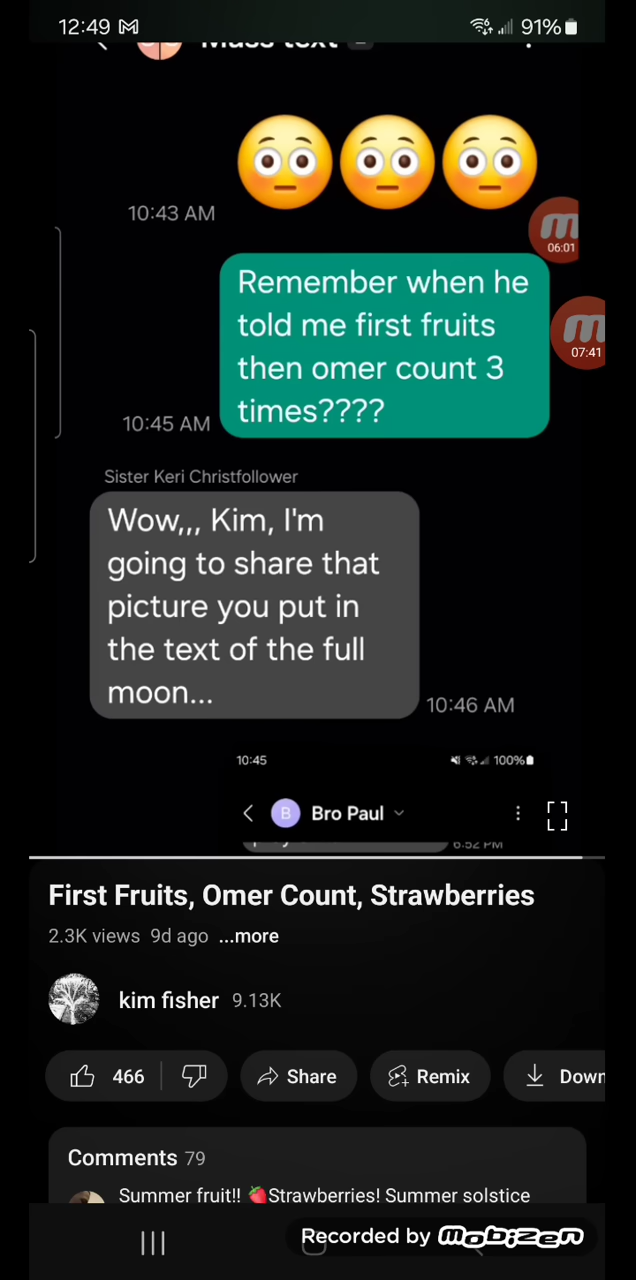 12:49
91%
Mass text
10:43 AM
06:01
Remember when he
told me first fruits
then omer count 3
times????
07:41
10:45 AM
Sister Keri Christfollower
Wow,,, Kim, I'm
going to share that
picture you put in
the text of the full
moon...
10:46 AM
10:45
100%
B
Bro Paul
6:52 PM
First Fruits, Omer Count, Strawberries
2.3K views 9d ago ...more
kim fisher 9.13K
466
Share
Remix
Down
Comments 79
Summer fruit!! 🍓Strawberries! Summer solstice
Recorded by mobizen